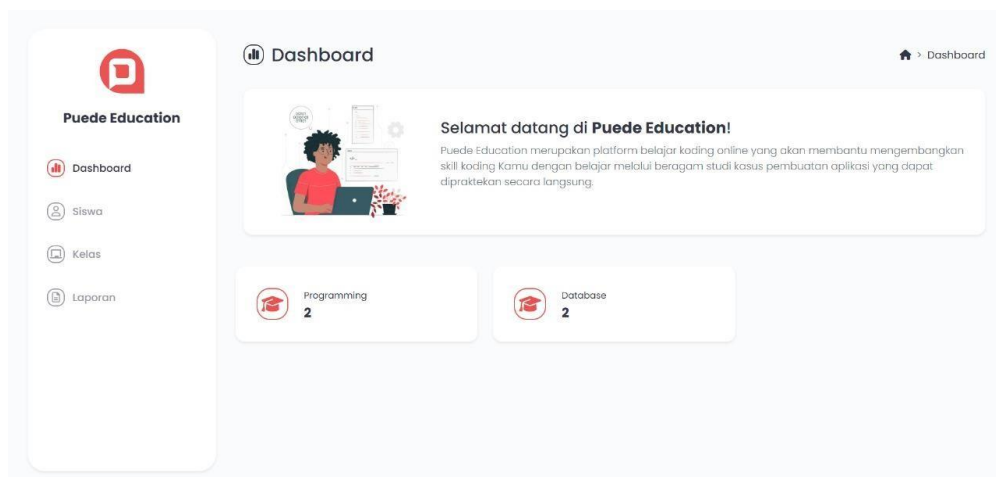 Puede Education
Dashboard
Siswa
Kelas
Laporan
Dashboard
> Dashboard
Selamat datang di Puede Education!
Puede Education merupakan platform belajar koding online yang akan membantu mengembangkan
skill koding Kamu dengan belajar melalui beragam studi kasus pembuatan aplikasi yang dapat
dipraktekan secara langsung.
Programming
2
Database
2